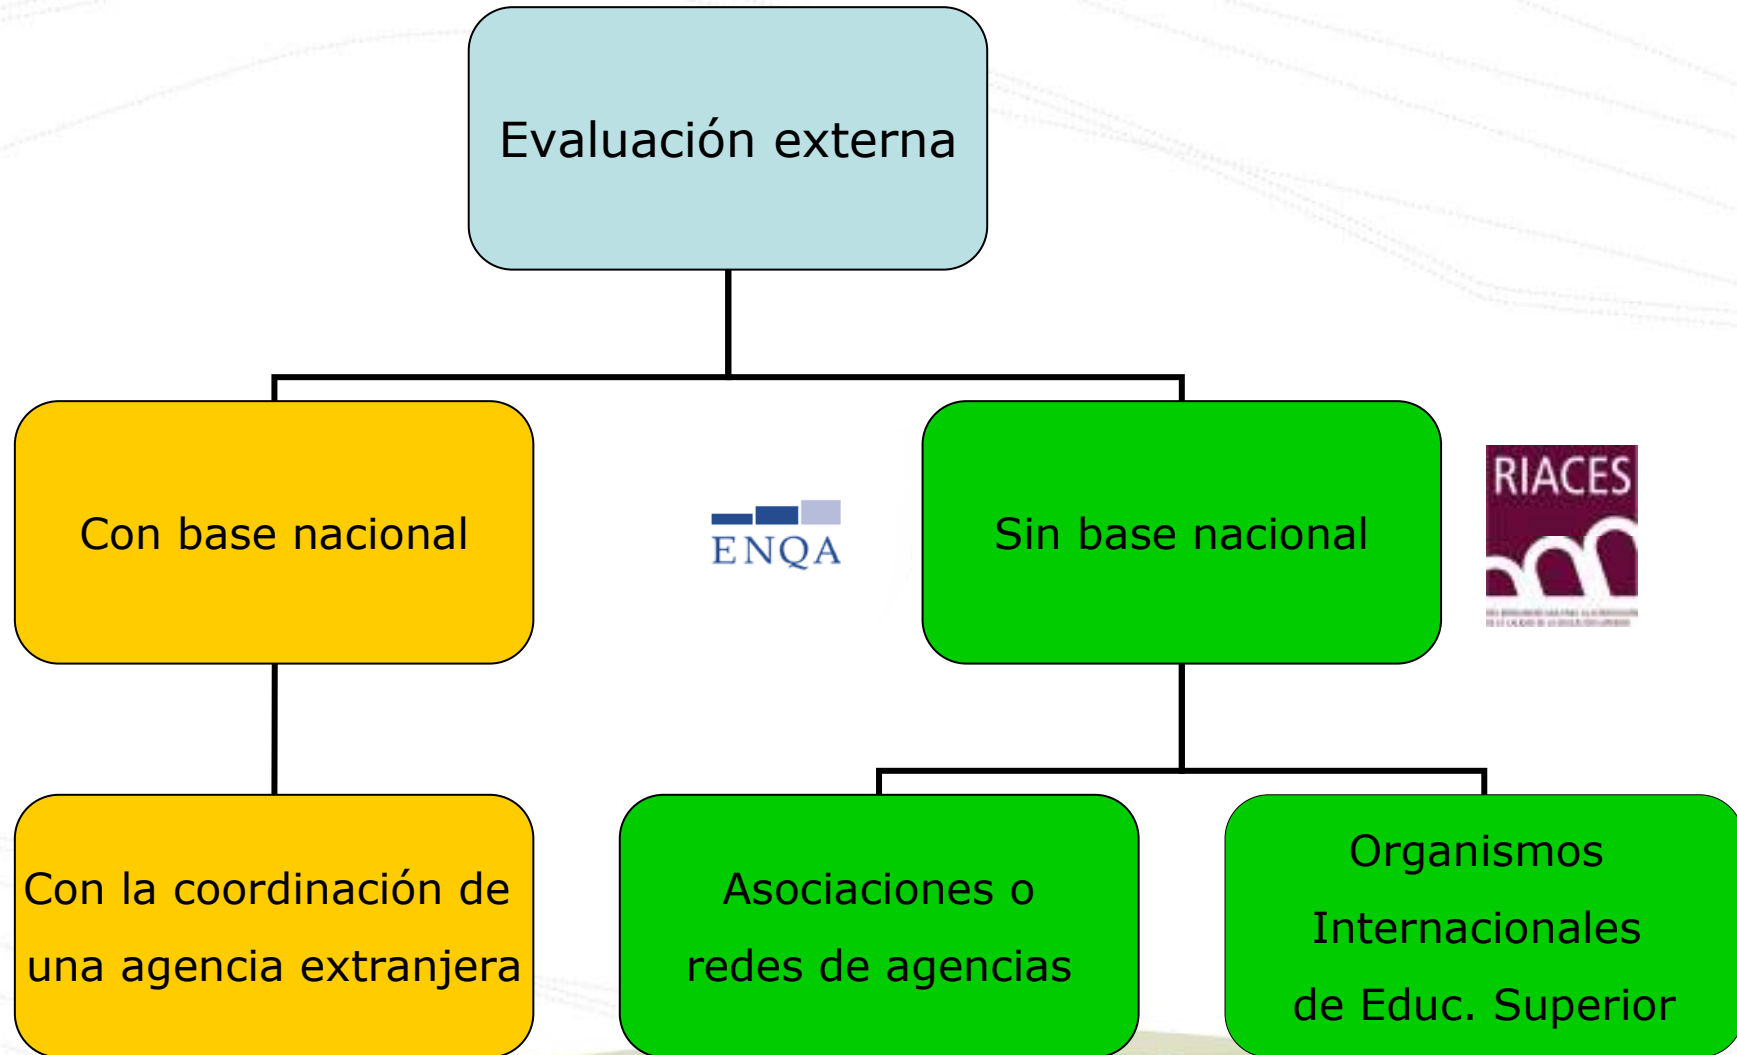 Evaluación externa
Con base nacional
ENQA
Sin base nacional
RIACES
Con la coordinación de
una agencia extranjera
Asociaciones o
redes de agencias
Organismos
Internacionales
de Educ. Superior